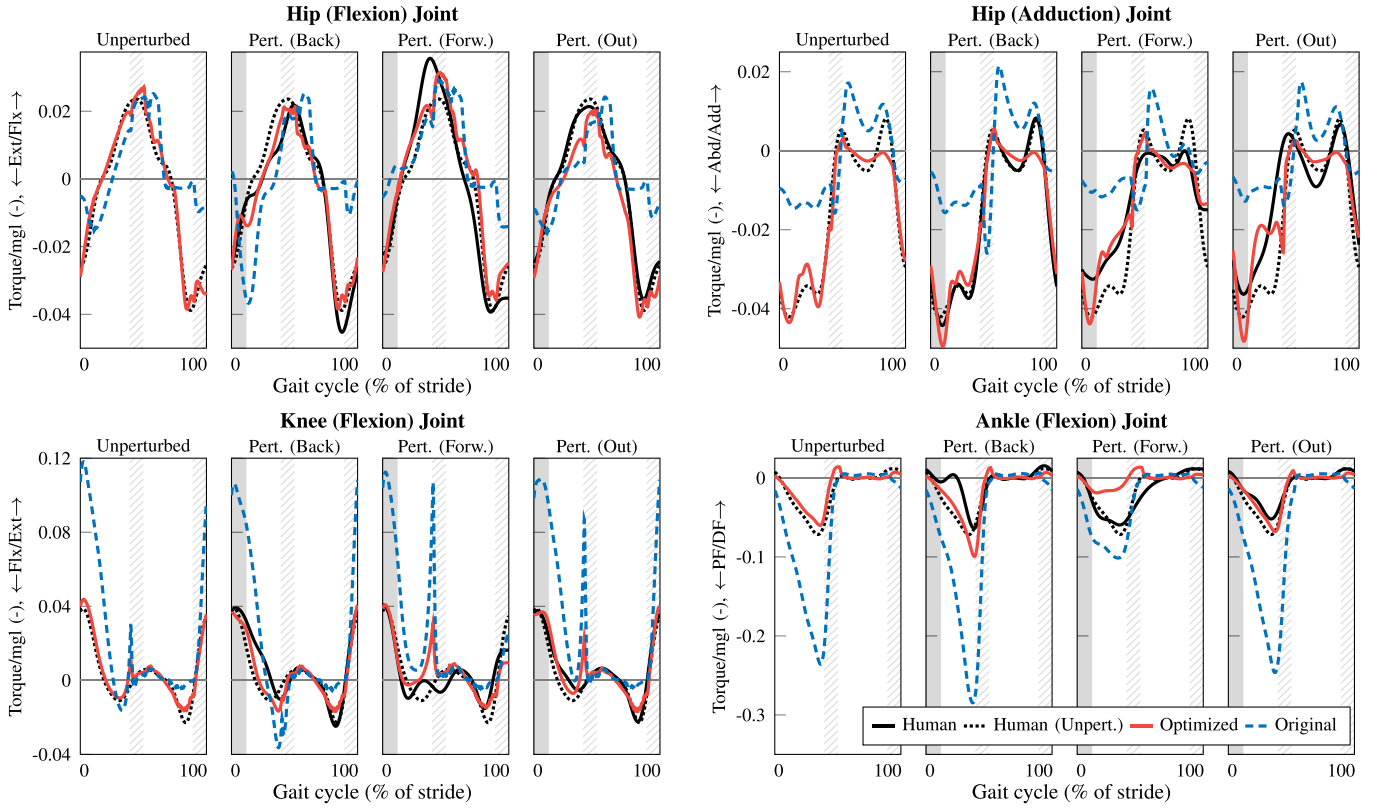 Hip (Flexion) Joint
Unperturbed Pert. (Back) Pert. (Forw.) Pert. (Out)
Torque/mgl (-), ←Ext/Flx→
0.02
0
-0.02
-0.04
0 100 0 100 0 100 0 100
Gait cycle (% of stride)
Hip (Adduction) Joint
Unperturbed Pert. (Back) Pert. (Forw.) Pert. (Out)
Torque/mgl (-), ←Abd/Add→
0.02
0
-0.02
-0.04
0 100 0 100 0 100 0 100
Gait cycle (% of stride)
Knee (Flexion) Joint
Unperturbed Pert. (Back) Pert. (Forw.) Pert. (Out)
Torque/mgl (-), ←Flx/Ext→
0.12
0.08
0.04
0
-0.04
0 100 0 100 0 100 0 100
Gait cycle (% of stride)
Ankle (Flexion) Joint
Unperturbed Pert. (Back) Pert. (Forw.) Pert. (Out)
Torque/mgl (-), ←PF/DF→
0
-0.1
-0.2
-0.3
Human Human (Unpert.) Optimized Original
0 100 0 100 0 100 0 100
Gait cycle (% of stride)